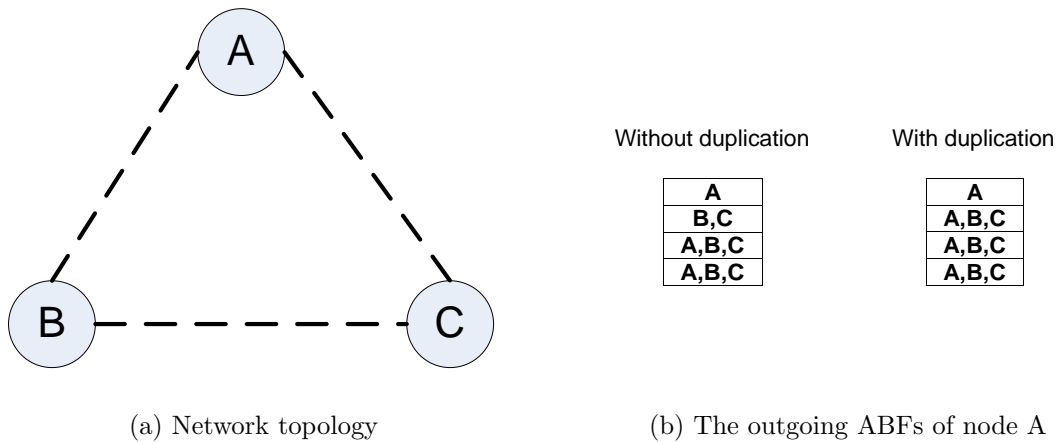 A
B
C
(a) Network topology
Without duplication
A
B,C
A,B,C
A,B,C
With duplication
A
A,B,C
A,B,C
A,B,C
(b) The outgoing ABFs of node A